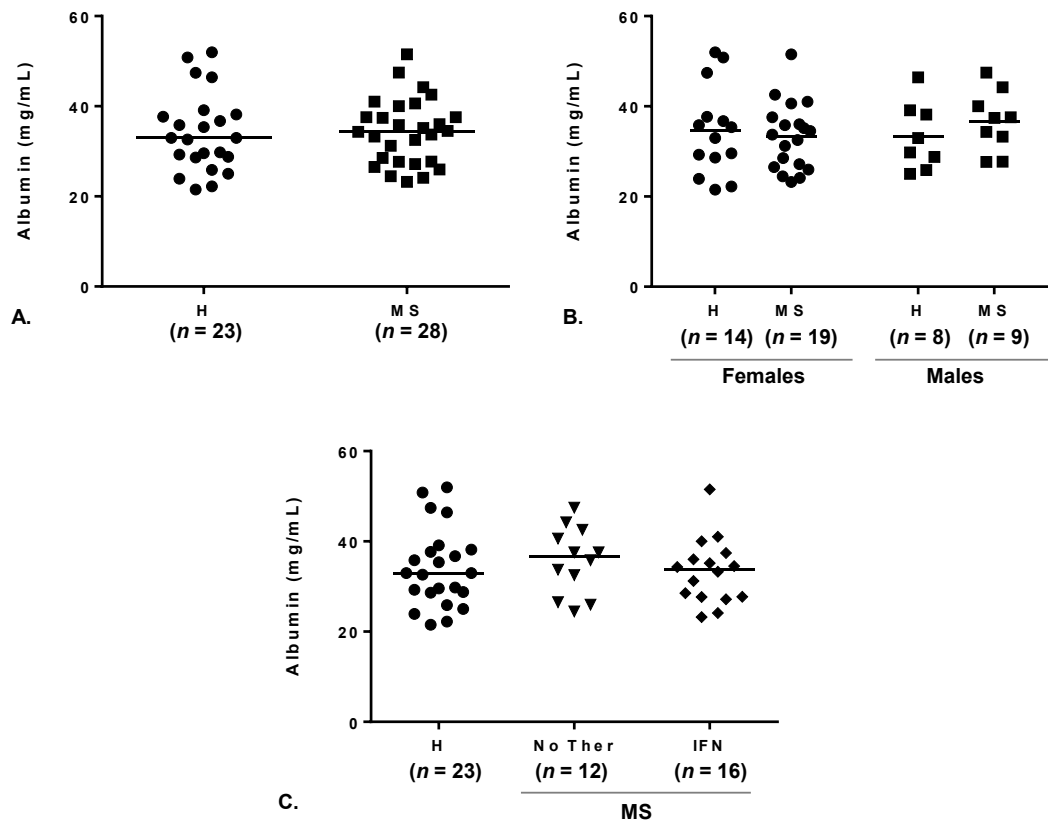 60
40
20
0
Albumin (mg/mL)
H
MS
(n = 23)
(n = 28)
A.
60
40
20
0
Albumin (mg/mL)
H
MS
H
MS
(n = 14)
(n = 19)
(n = 8)
(n = 9)
Females
Males
B.
60
40
20
0
Albumin (mg/mL)
H
No Ther
IFN
(n = 23)
(n = 12)
(n = 16)
MS
C.